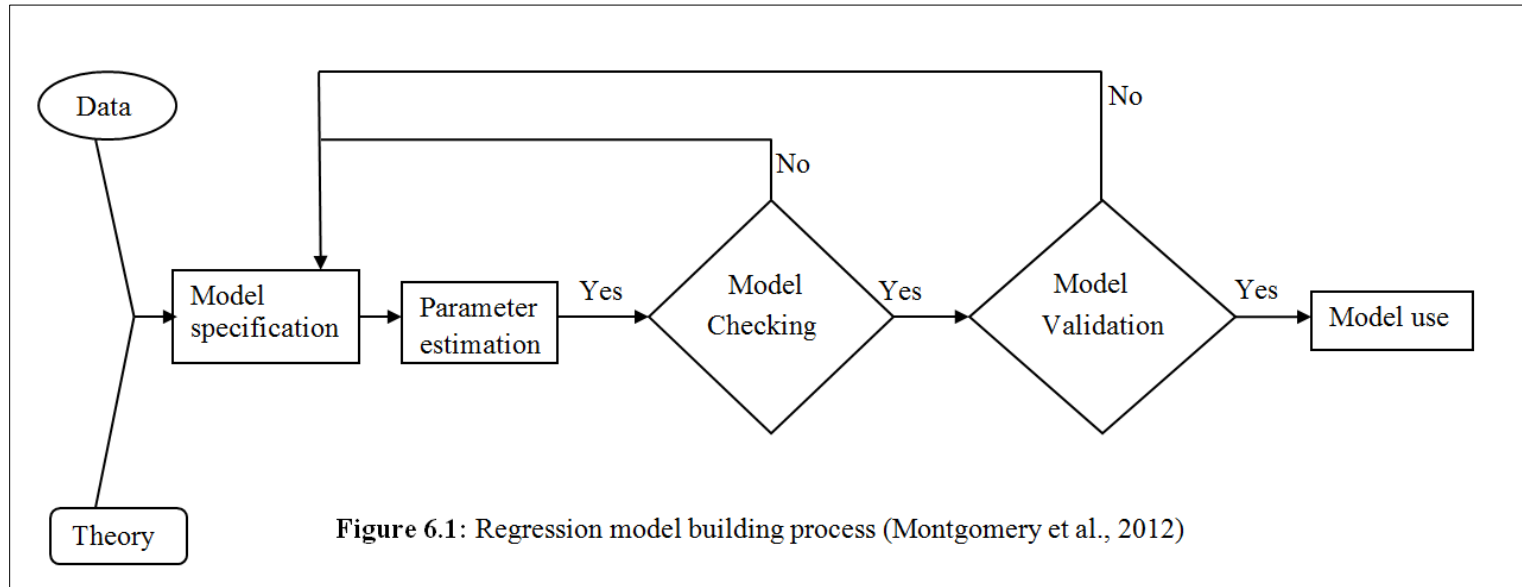 Data
No
No
Model
specification
Parameter
estimation
Yes
Model
Checking
Yes
Model
Validation
Yes
Model use
Theory
Figure 6.1: Regression model building process (Montgomery et al., 2012)